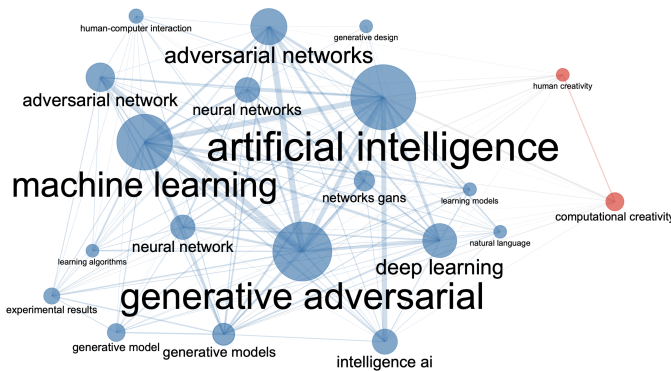 human-computer interaction
generative design
adversarial networks
human creativity
adversarial network
neural networks
artificial intelligence
machine learning
networks gans
learning models
computational creativity
neural network
natural language
learning algorithms
deep learning
generative adversarial
experimental results
generative model
generative models
intelligence ai